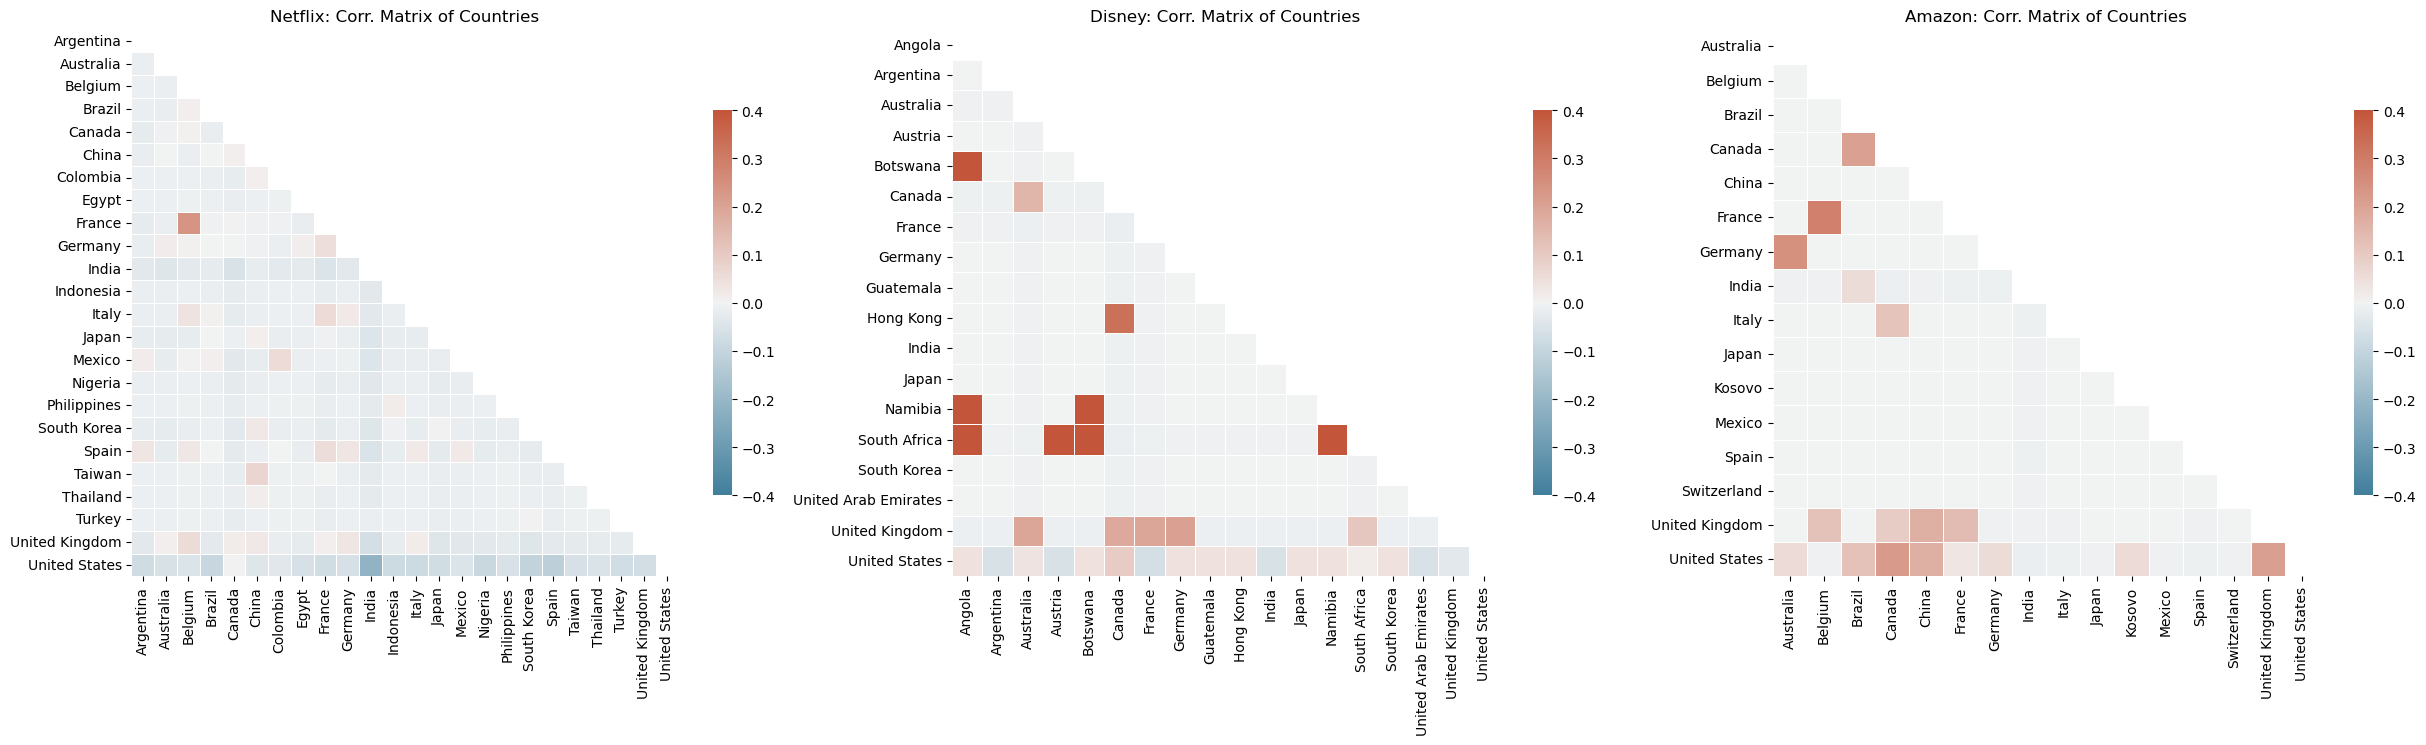 Netflix: Corr. Matrix of Countries
Argentina
Australia
Belgium
Brazil
Canada
China
Colombia
Egypt
France
Germany
India
Indonesia
Italy
Japan
Mexico
Nigeria
Philippines
South Korea
Spain
Taiwan
Thailand
Turkey
United Kingdom
United States
Argentina
Australia
Belgium
Brazil
Canada
China
Colombia
Egypt
France
Germany
India
Indonesia
Italy
Japan
Mexico
Nigeria
Philippines
South Korea
Spain
Taiwan
Thailand
Turkey
United Kingdom
United States
0.4
0.3
0.2
0.1
0.0
−0.1
−0.2
−0.3
−0.4
Disney: Corr. Matrix of Countries
Angola
Argentina
Australia
Austria
Botswana
Canada
France
Germany
Guatemala
Hong Kong
India
Japan
Namibia
South Africa
South Korea
United Arab Emirates
United Kingdom
United States
Angola
Argentina
Australia
Austria
Botswana
Canada
France
Germany
Guatemala
Hong Kong
India
Japan
Namibia
South Africa
South Korea
United Arab Emirates
United Kingdom
United States
0.4
0.3
0.2
0.1
0.0
−0.1
−0.2
−0.3
−0.4
Amazon: Corr. Matrix of Countries
Australia
Belgium
Brazil
Canada
China
France
Germany
India
Italy
Japan
Kosovo
Mexico
Spain
Switzerland
United Kingdom
United States
Australia
Belgium
Brazil
Canada
China
France
Germany
India
Italy
Japan
Kosovo
Mexico
Spain
Switzerland
United Kingdom
United States
0.4
0.3
0.2
0.1
0.0
−0.1
−0.2
−0.3
−0.4